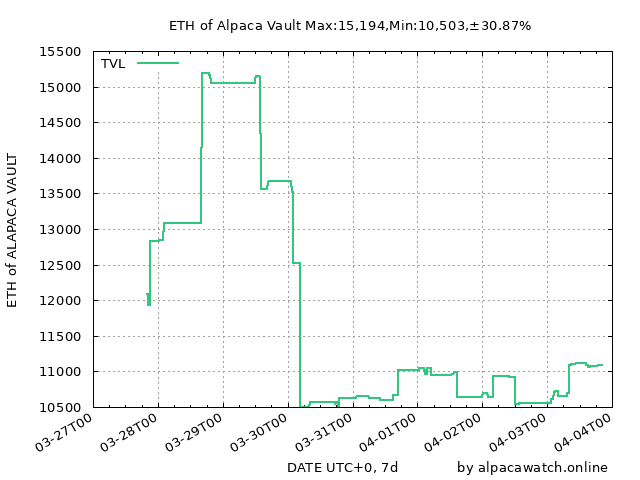 ETH of Alpaca Vault Max:15,194,Min:10,503,±30.87%
TVL
ETH of ALAPACA VAULT
15500
15000
14500
14000
13500
13000
12500
12000
11500
11000
10500
03-27T00
03-28T00
03-29T00
03-30T00
03-31T00
04-01T00
04-02T00
04-03T00
04-04T00
DATE UTC+0, 7d
by alpacawatch.online